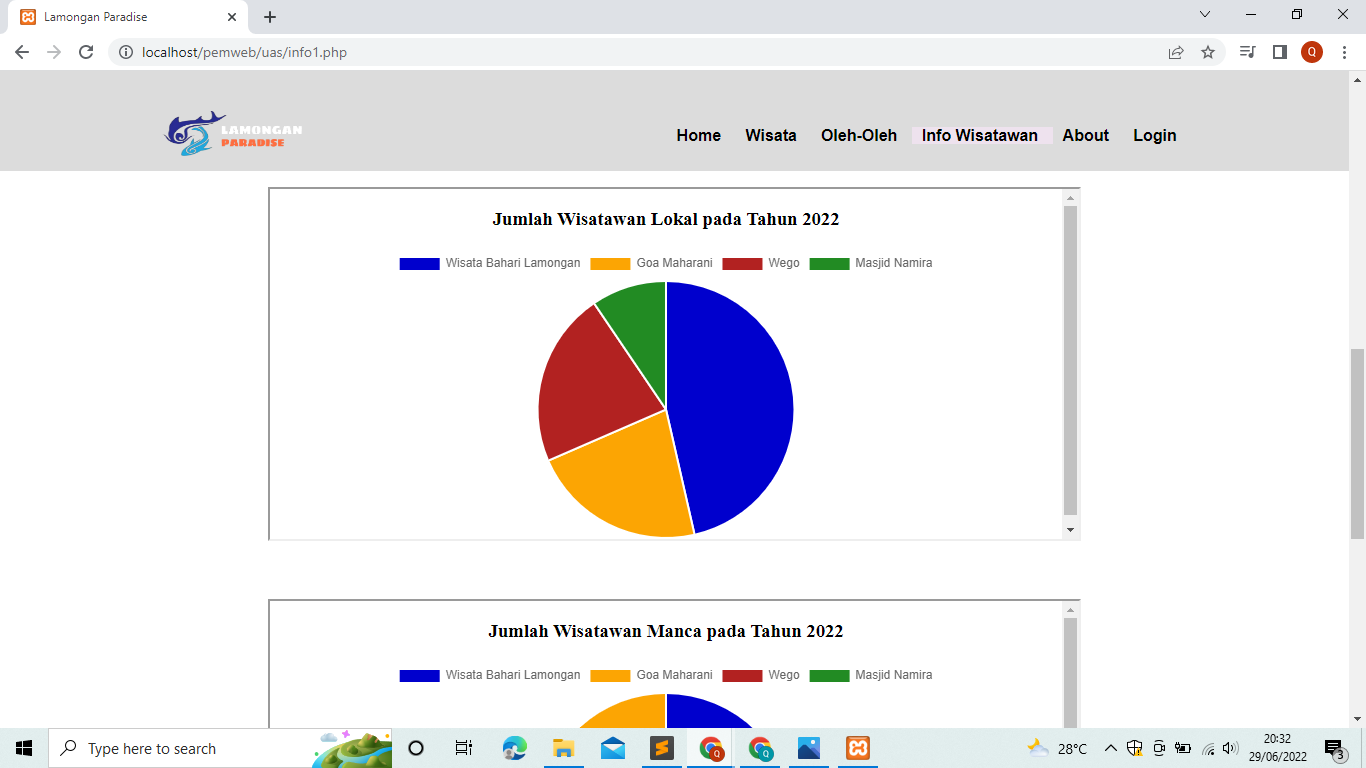 Lamongan Paradise
localhost/pemweb/uas/info1.php
Q
LAMONGAN
PARADISE
Home Wisata Oleh-Oleh Info Wisatawan About Login
Jumlah Wisatawan Lokal pada Tahun 2022
Wisata Bahari Lamongan Goa Maharani Wego Masjid Namira
Jumlah Wisatawan Manca pada Tahun 2022
Wisata Bahari Lamongan Goa Maharani Wego Masjid Namira
Type here to search
Q
Q
28°C
20:32
29/06/2022
3